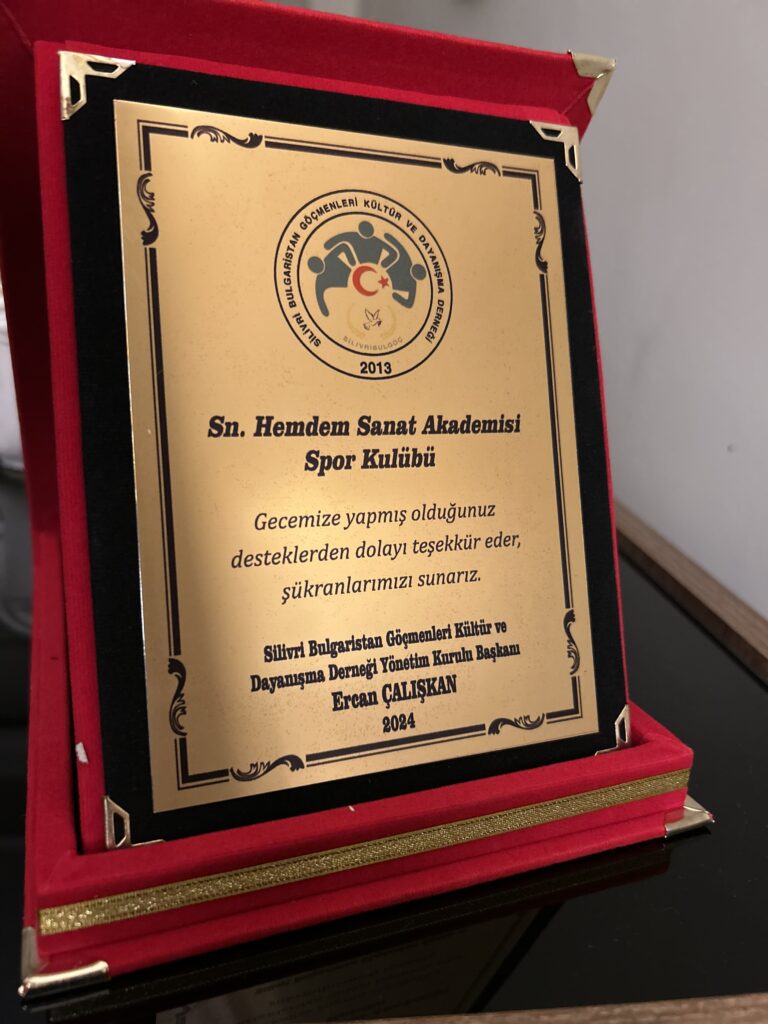 SİLİVRİ BULGARİSTAN GÖÇMENLERİ KÜLTÜR VE DAYANIŞMA DERNEĞİ
SİLİVRİBULGÖÇ
2013
Sn. Hemdem Sanat Akademisi
Spor Kulübü
Gecemize yapmış olduğunuz
desteklerden dolayı teşekkür eder,
şükranlarımızı sunarız.
Silivri Bulgaristan Göçmenleri Kültür ve
Dayanışma Derneği Yönetim Kurulu Başkanı
Ercan ÇALIŞKAN
2024